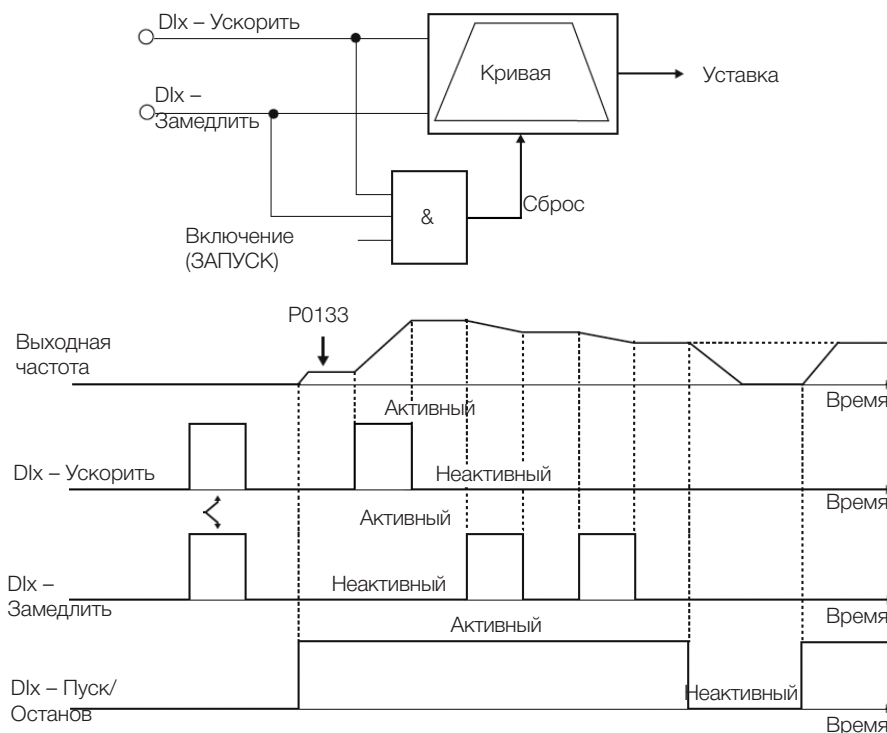 DIx – Ускорить
Кривая
Уставка
DIx –
Замедлить
&
Сброс
Включение
(ЗАПУСК)
P0133
Выходная
частота
Время
Активный
DIx – Ускорить
Неактивный
Время
Активный
DIx –
Замедлить
Неактивный
Время
Активный
DIx – Пуск/
Останов
Неактивный
Время